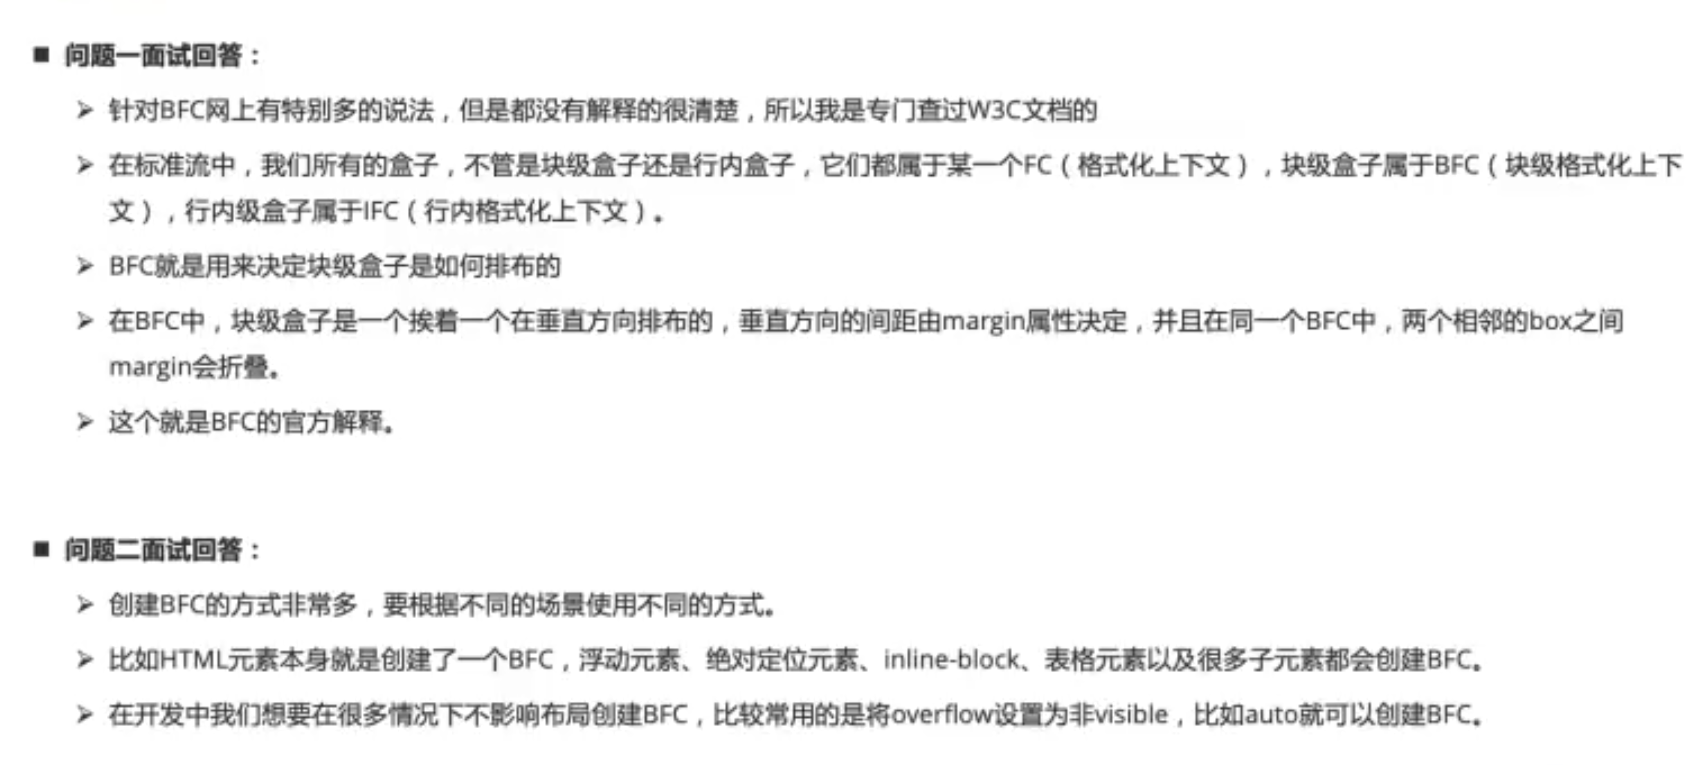 ■ 问题一面试回答：
➢ 针对BFC网上有特别多的说法，但是都没有解释的很清楚，所以我是专门查过W3C文档的
➢ 在标准流中，我们所有的盒子，不管是块级盒子还是行内盒子，它们都属于某一个FC（格式化上下文），块级盒子属于BFC（块级格式化上下
文），行内级盒子属于IFC（行内格式化上下文）。
➢ BFC就是用来决定块级盒子是如何排布的
➢ 在BFC中，块级盒子是一个挨着一个在垂直方向排布的，垂直方向的间距由margin属性决定，并且在同一个BFC中，两个相邻的box之间
margin会折叠。
➢ 这个就是BFC的官方解释。
■ 问题二面试回答：
➢ 创建BFC的方式非常多，要根据不同的场景使用不同的方式。
➢ 比如HTML元素本身就是创建了一个BFC，浮动元素、绝对定位元素、inline-block、表格元素以及很多子元素都会创建BFC。
➢ 在开发中我们想要在很多情况下不影响布局创建BFC，比较常用的是将overflow设置为非visible，比如auto就可以创建BFC。